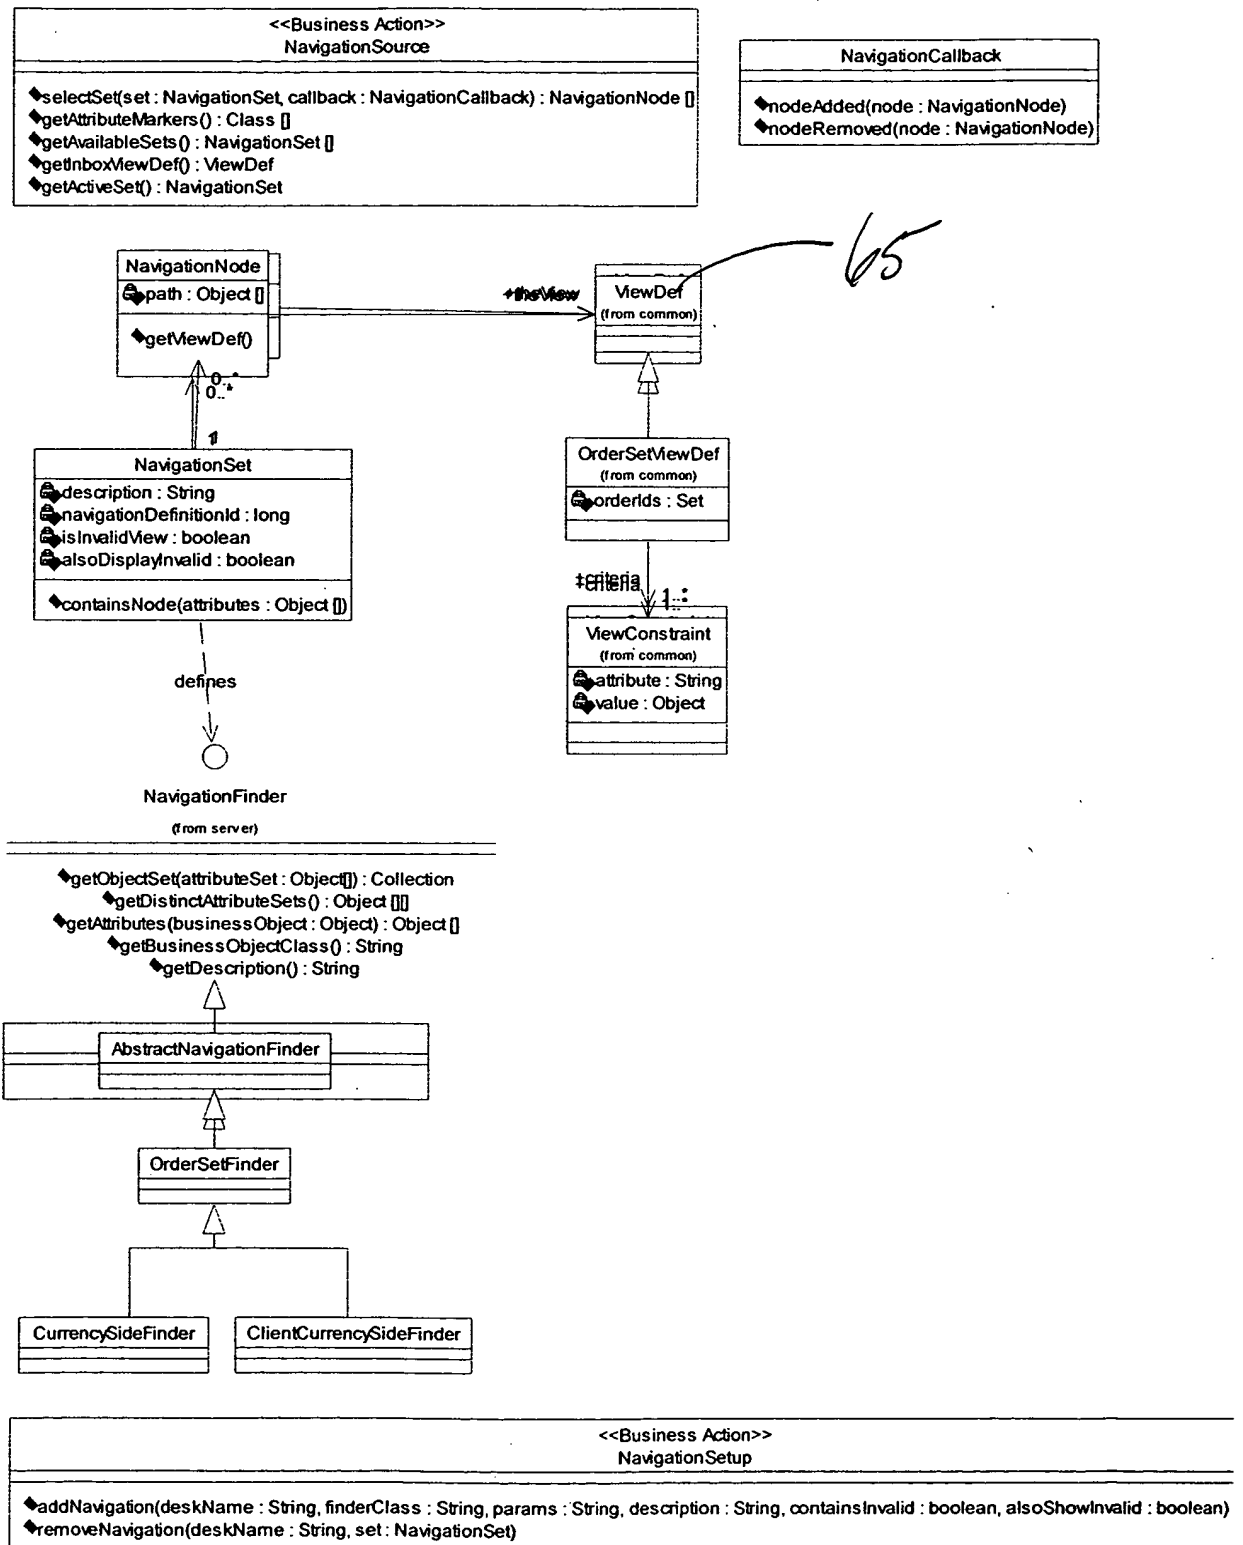 <<Business Action>>
NavigationSource
selectSet(set : NavigationSet, callback : NavigationCallback) : NavigationNode []
getAttributeMarkers() : Class []
getAvailableSets() : NavigationSet []
getInboxViewDef() : ViewDef
getActiveSet() : NavigationSet
NavigationCallback
nodeAdded(node : NavigationNode)
nodeRemoved(node : NavigationNode)
65
NavigationNode
path : Object []
getViewDef()
+theView
ViewDef
(from common)
0..*
0..*
1
OrderSetViewDef
(from common)
orderIds : Set
NavigationSet
description : String
navigationDefinitionId : long
isInvalidView : boolean
alsoDisplayInvalid : boolean
containsNode(attributes : Object [])
+criteria
+criteria
1..*
ViewConstraint
(from common)
attribute : String
value : Object
defines
NavigationFinder
(from server)
getObjectSet(attributeSet : Object[]) : Collection
getDistinctAttributeSets() : Object [][]
getAttributes(businessObject : Object) : Object []
getBusinessObjectClass() : String
getDescription() : String
AbstractNavigationFinder
OrderSetFinder
CurrencySideFinder
ClientCurrencySideFinder
<<Business Action>>
NavigationSetup
addNavigation(deskName : String, finderClass : String, params : String, description : String, containsInvalid : boolean, alsoShowInvalid : boolean)
removeNavigation(deskName : String, set : NavigationSet)